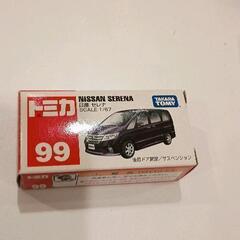 トミカ
NISSAN SERENA
日産 セレナ
SCALE 1/67
TAKARA
TOMY
99
後部ドア開閉/サスペンション
99